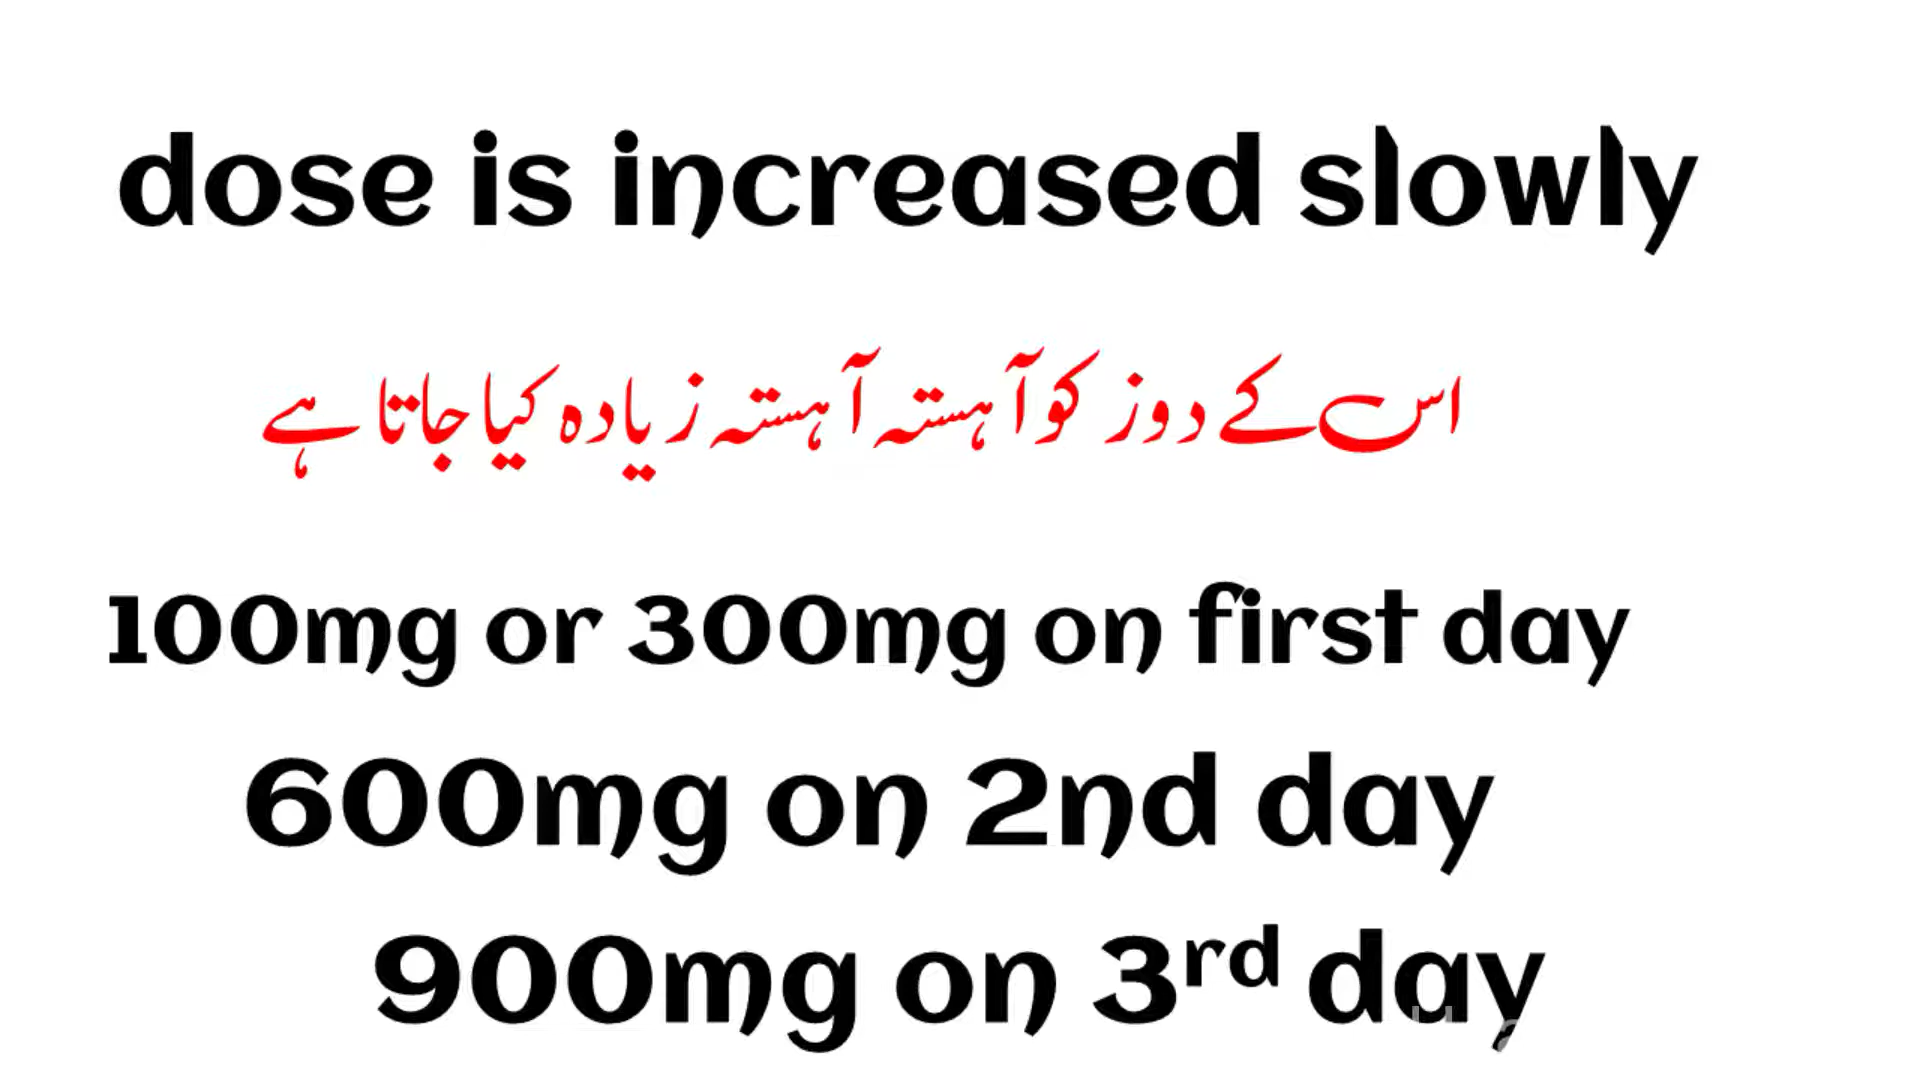 dose is increased slowly
اس کے دوز کو آہستہ آہستہ زیادہ کیا جاتا ہے
100mg or 300mg on first day
600mg on 2nd day
900mg on 3rd day